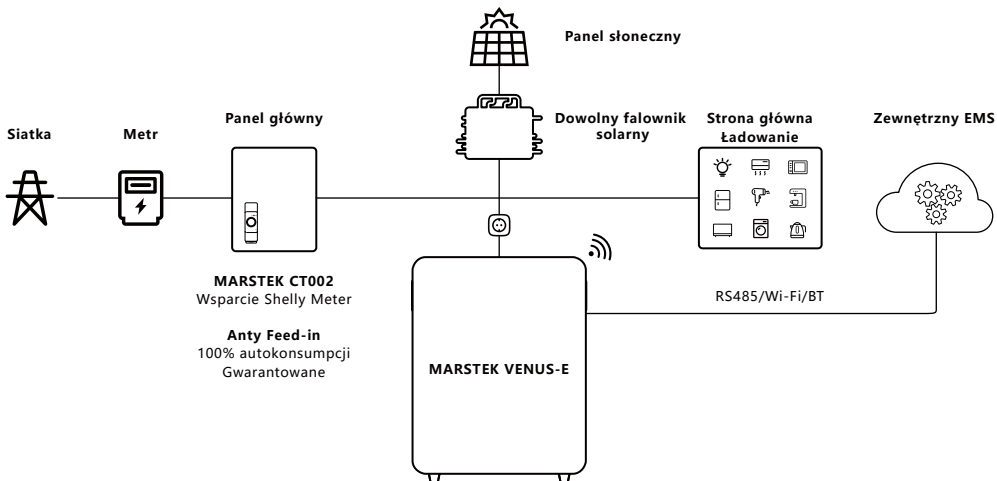 Panel słoneczny
Siatka
Metr
Panel główny
Dowolny falownik
solarny
Strona główna
Ładowanie
Zewnętrzny EMS
MARSTEK CT002
Wsparcie Shelly Meter
Anty Feed-in
100% autokonsumpcji
Gwarantowane
RS485/Wi-Fi/BT
MARSTEK VENUS-E